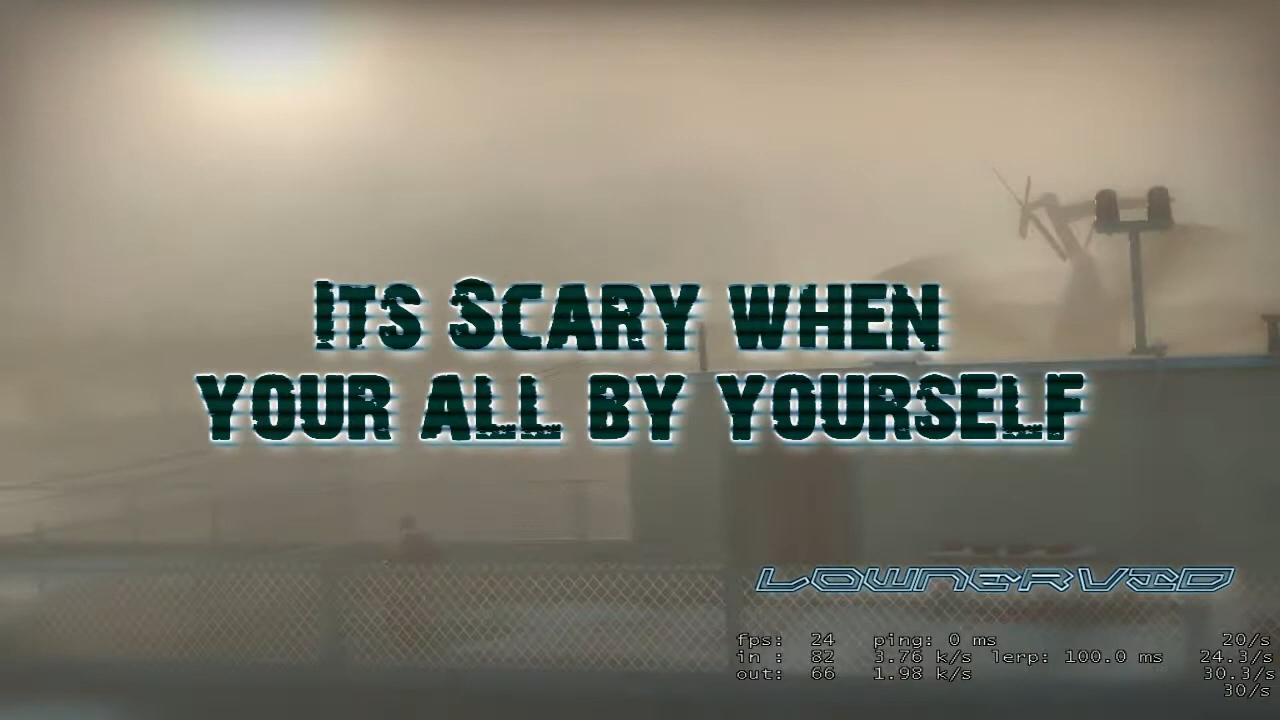 Its Scary when
your all by yourself
LOWNERVID
fps: 24 ping: 0 ms 20/s
in : 82 3.76 k/s lerp: 100.0 ms 24.3/s
out: 66 1.98 k/s 30.3/s
30/s